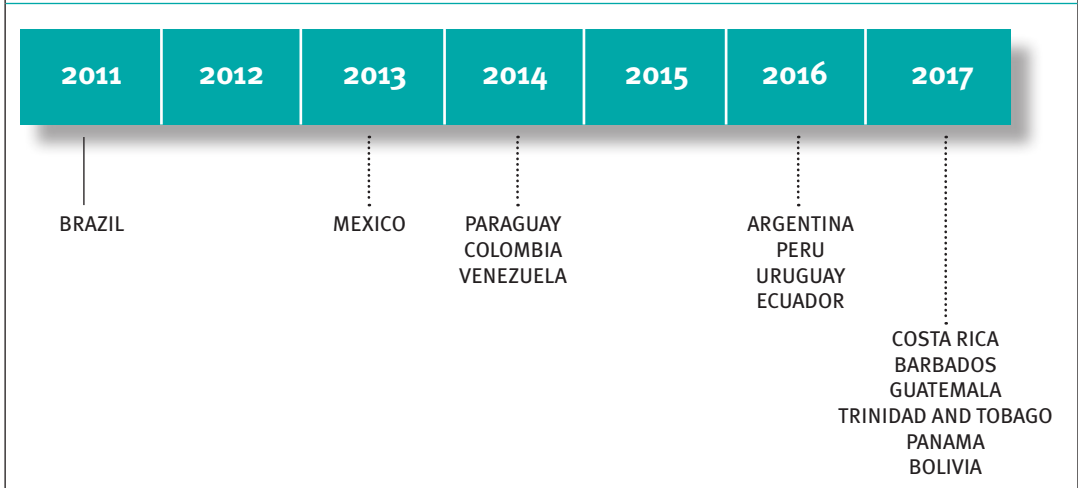 2011 2012 2013 2014 2015 2016 2017
BRAZIL
MEXICO
PARAGUAY
COLOMBIA
VENEZUELA
ARGENTINA
PERU
URUGUAY
ECUADOR
COSTA RICA
BARBADOS
GUATEMALA
TRINIDAD AND TOBAGO
PANAMA
BOLIVIA